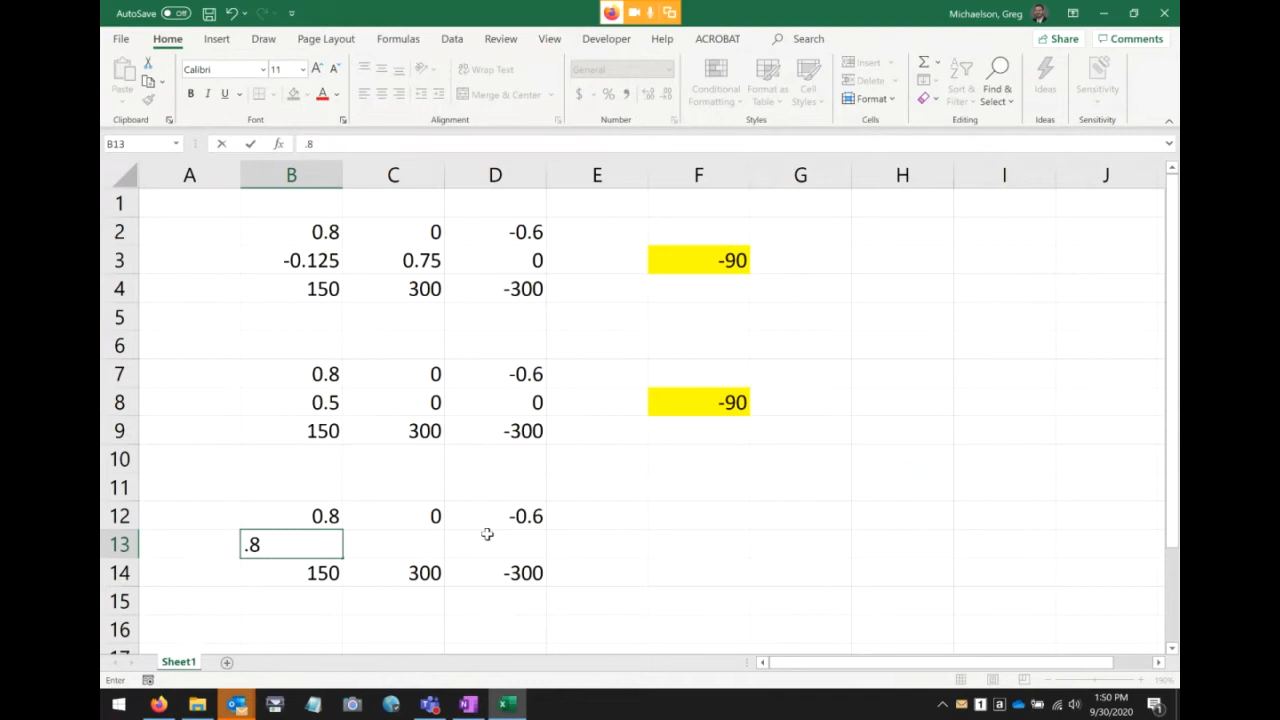 AutoSave Off
Michaelson, Greg
File Home Insert Draw Page Layout Formulas Data Review View Developer Help ACROBAT Search Share Comments
Paste
Calibri 11
B I U A
Wrap Text
Merge & Center
General
$ % ,
Conditional Formatting
Format as Table
Cell Styles
Insert
Delete
Format
Sort & Filter
Find & Select
Ideas
Sensitivity
Clipboard Font Alignment Number Styles Cells Editing Ideas Sensitivity
B13 fx .8
A B C D E F G H I J
1
2 0.8 0 -0.6
3 -0.125 0.75 0 -90
4 150 300 -300
5
6
7 0.8 0 -0.6
8 0.5 0 0 -90
9 150 300 -300
10
11
12 0.8 0 -0.6
13 .8
14 150 300 -300
15
16
17
Sheet1
Enter 190%
1:50 PM
9/30/2020